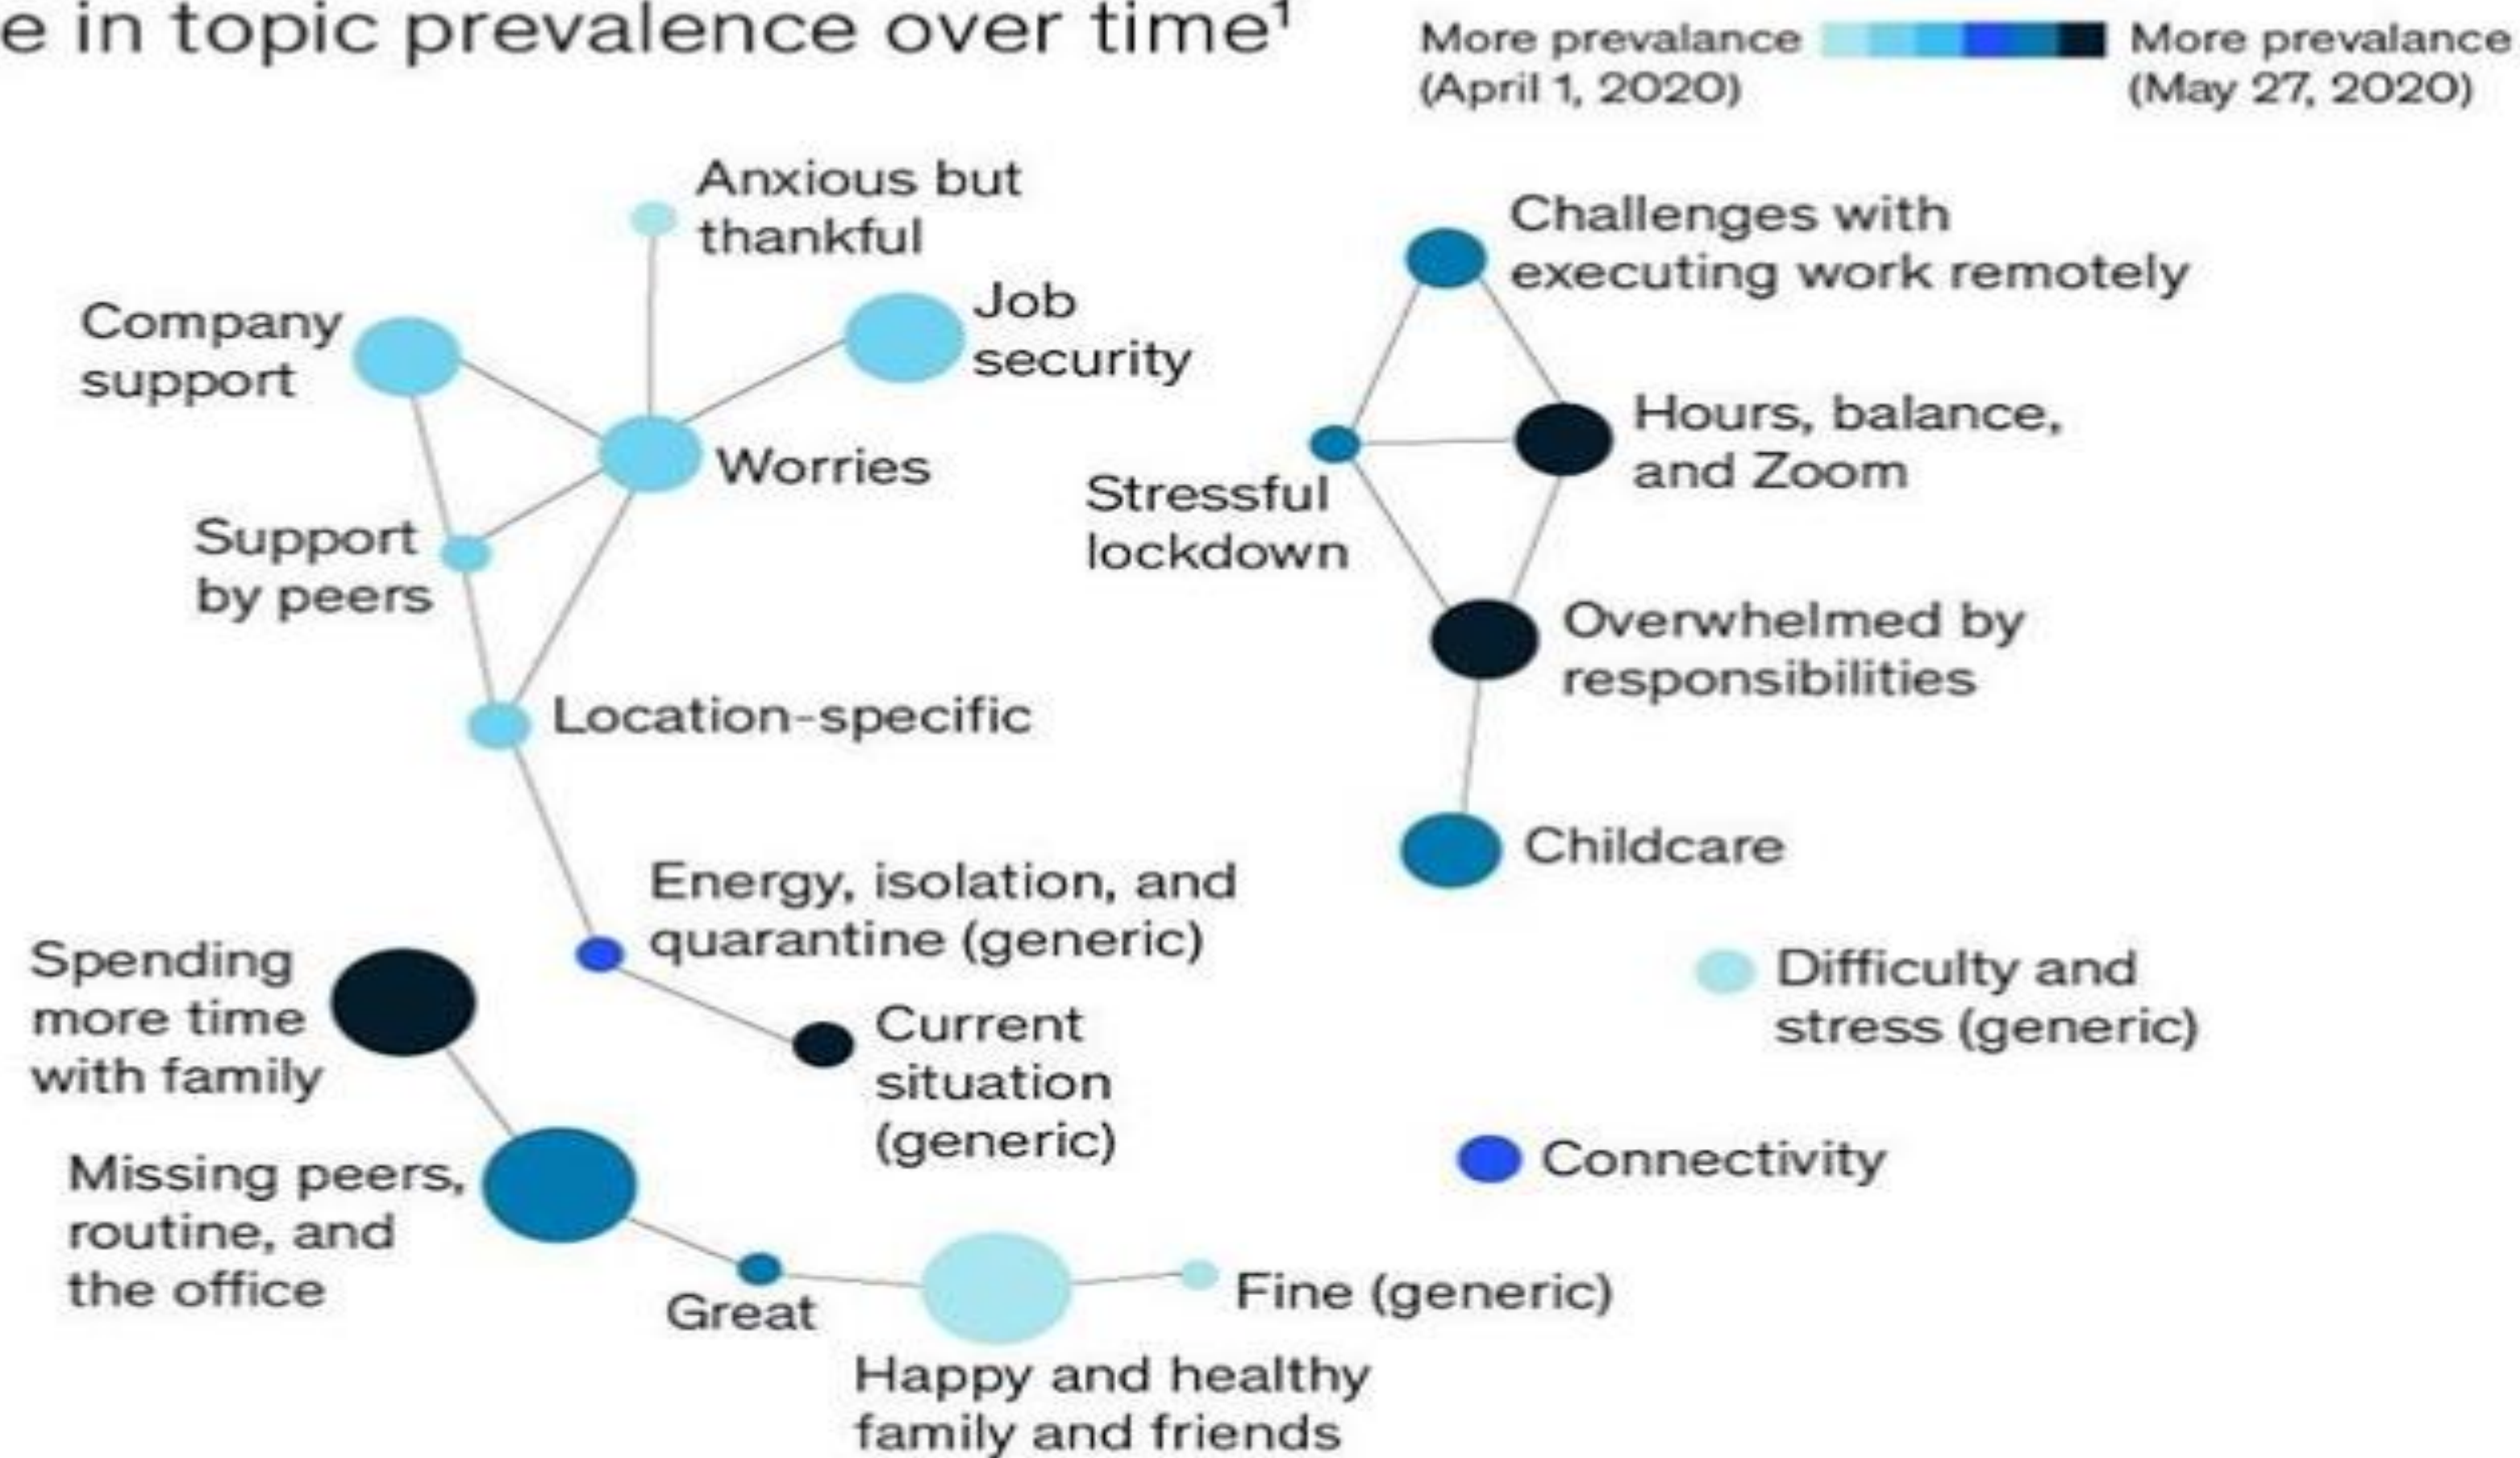 e in topic prevalence over time¹
More prevalance
(April 1, 2020)
More prevalance
(May 27, 2020)
Anxious but
thankful
Company
support
Job
security
Worries
Support
by peers
Location-specific
Energy, isolation, and
quarantine (generic)
Current
situation
(generic)
Spending
more time
with family
Missing peers,
routine, and
the office
Great
Happy and healthy
family and friends
Fine (generic)
Challenges with
executing work remotely
Hours, balance,
and Zoom
Stressful
lockdown
Overwhelmed by
responsibilities
Childcare
Difficulty and
stress (generic)
Connectivity